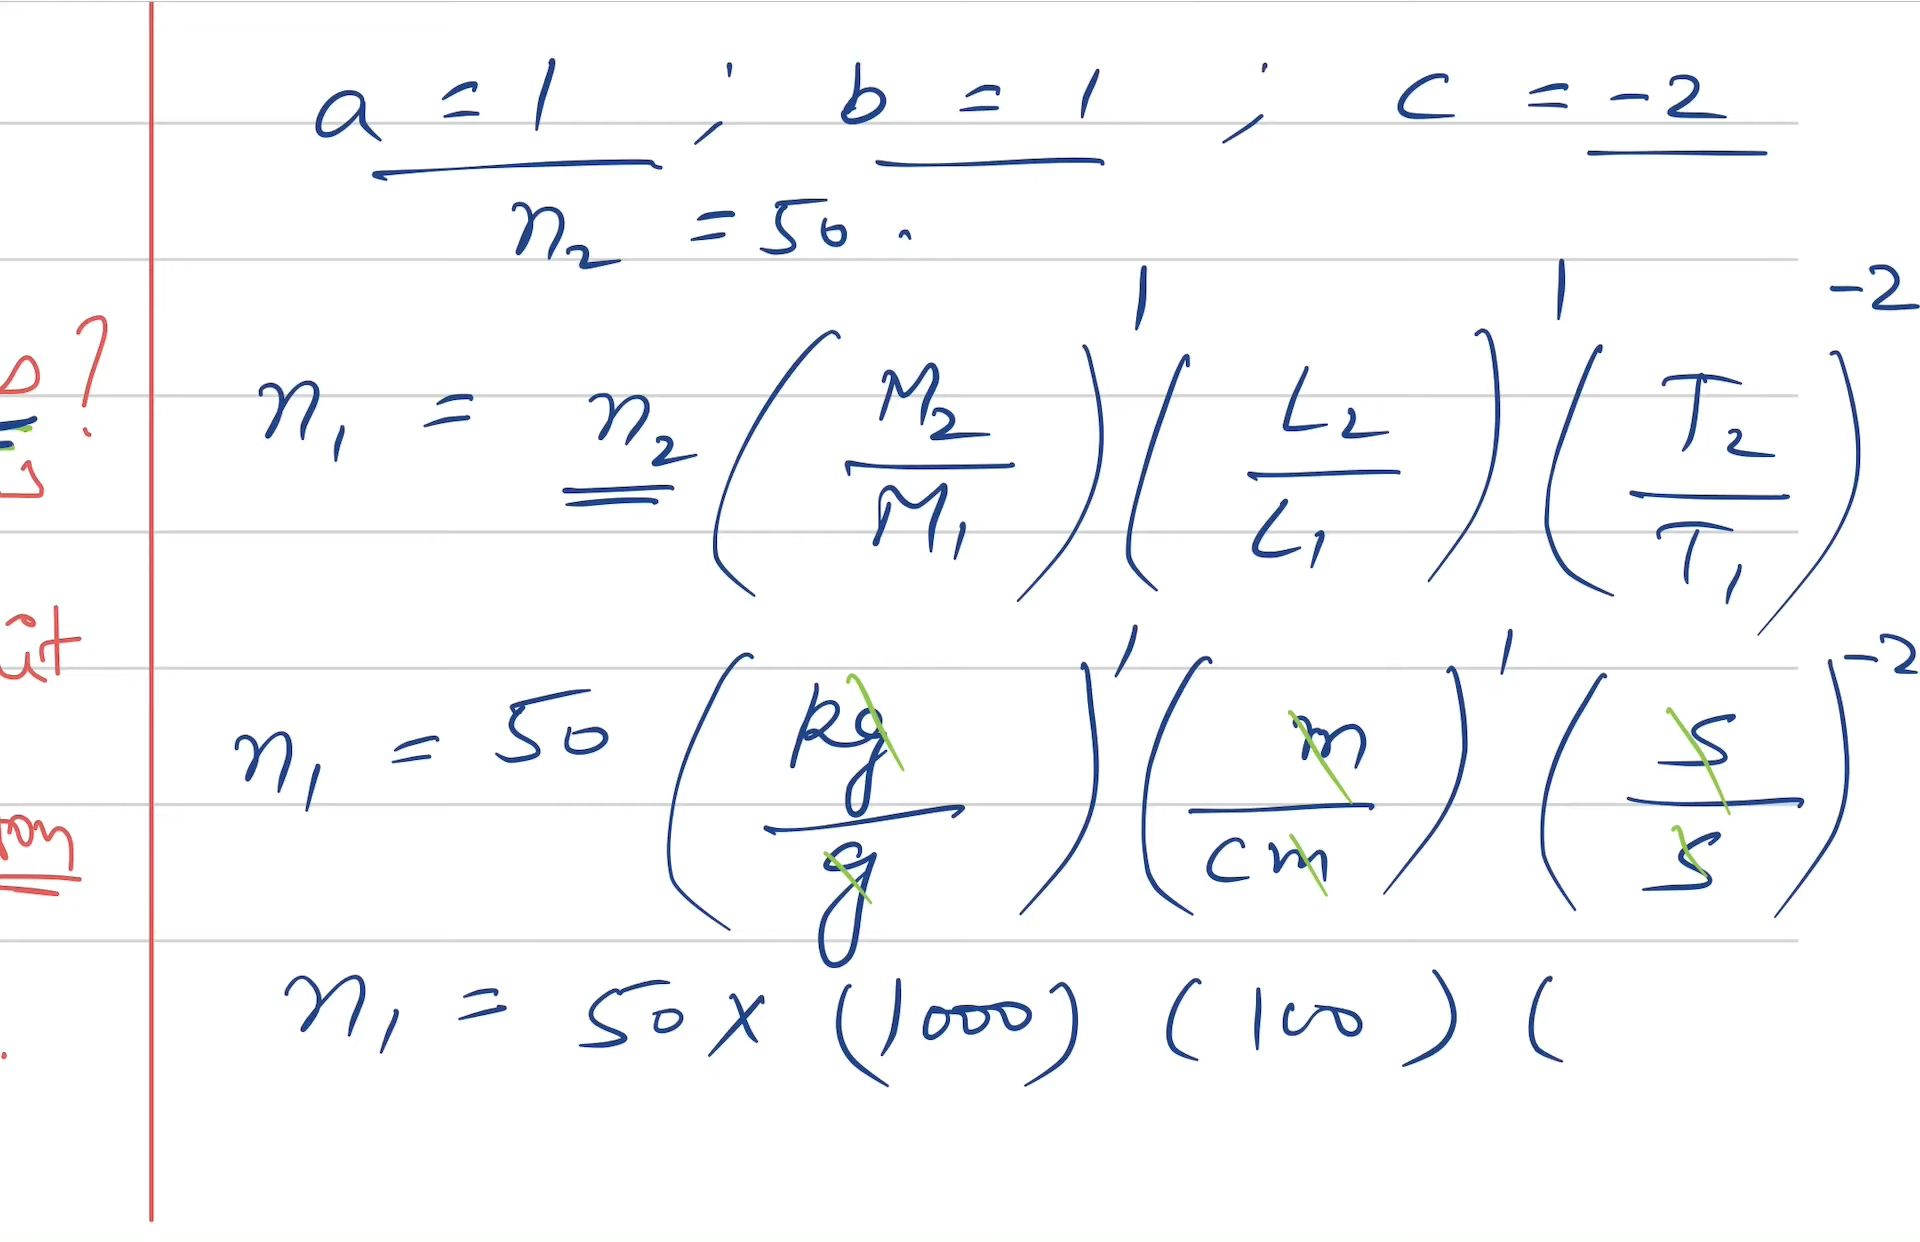 a = 1 ; b = 1 ; c = -2
n₂ = 50.
n₁ = n₂ (M₂/M₁)¹ (L₂/L₁)¹ (T₂/T₁)⁻²
n₁ = 50 (kg/g)¹ (m/cm)¹ (s/s)⁻²
n₁ = 50 × (1000) (100) (
?
it